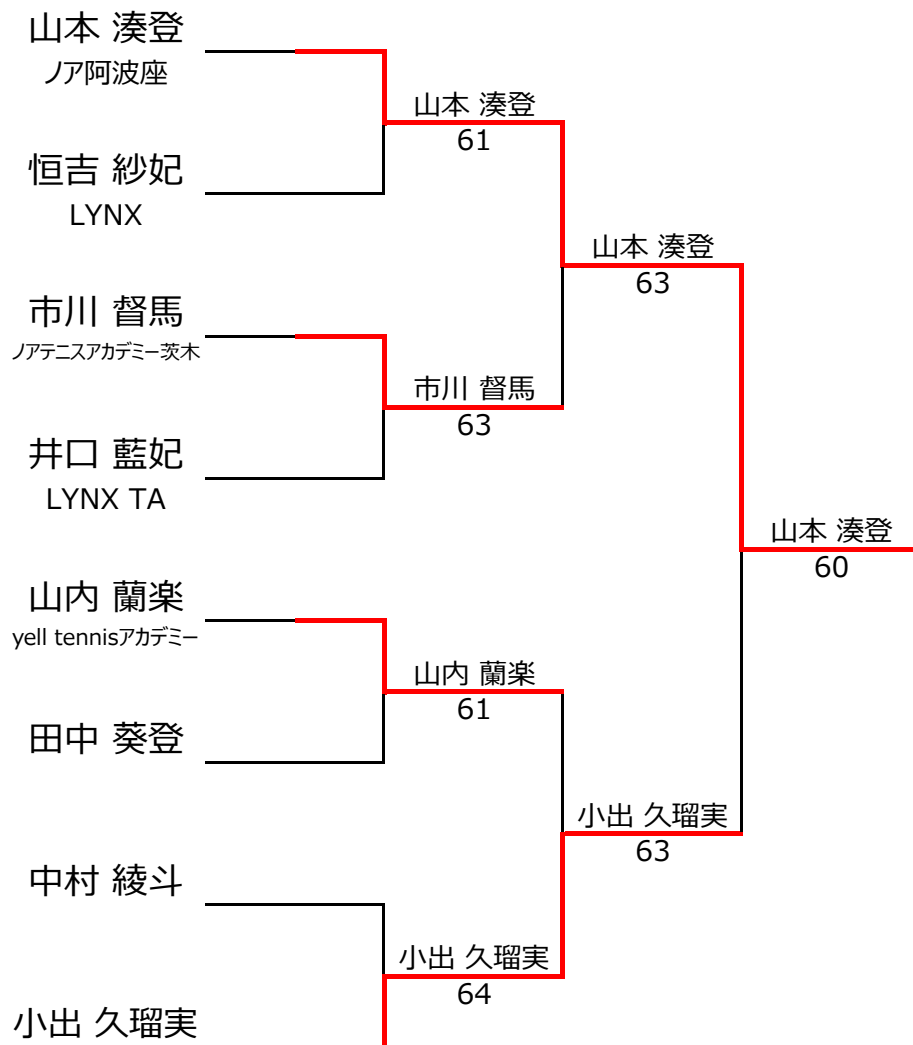 山本 湊登
ノア阿波座
山本 湊登
61
恒吉 紗妃
LYNX
山本 湊登
63
市川 督馬
ノアテニスアカデミー茨木
市川 督馬
63
井口 藍妃
LYNX TA
山本 湊登
60
山内 蘭楽
yell tennisアカデミー
山内 蘭楽
61
田中 葵登
小出 久瑠実
63
中村 綾斗
小出 久瑠実
64
小出 久瑠実